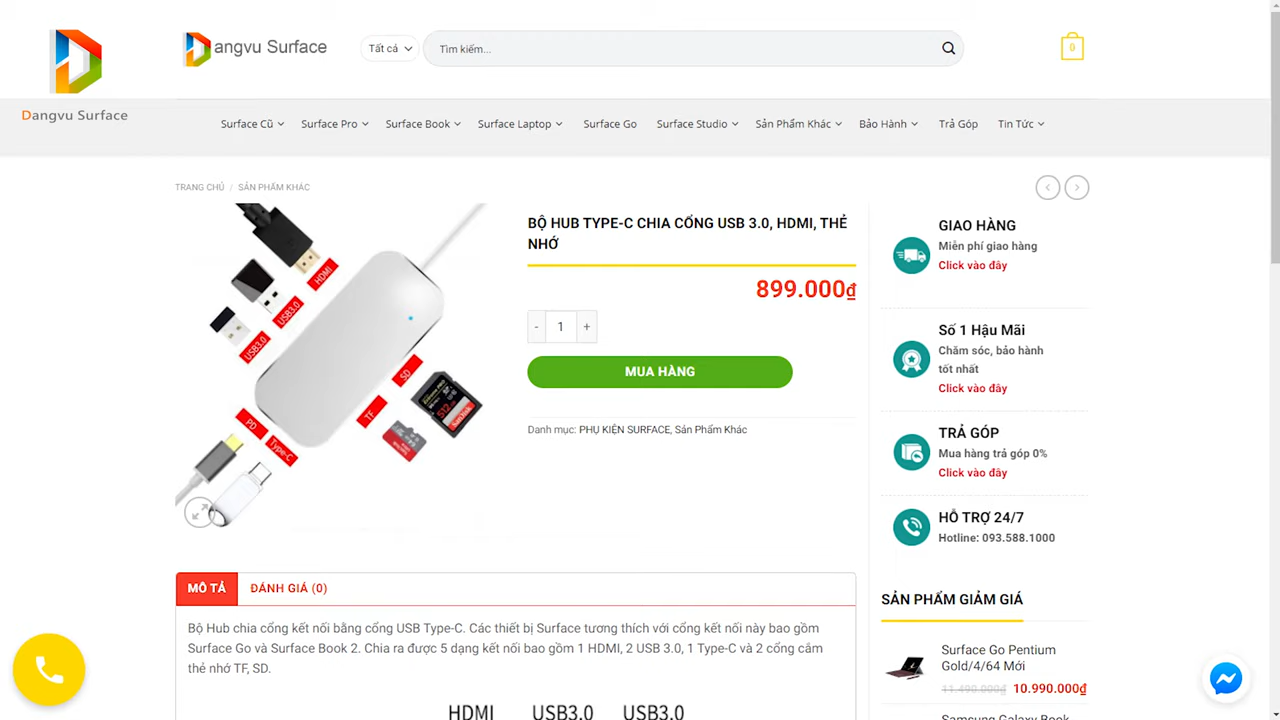 angvu Surface
Tất cả
Tìm kiếm...
0
Dangvu Surface
Surface Cũ
Surface Pro
Surface Book
Surface Laptop
Surface Go
Surface Studio
Sản Phẩm Khác
Bảo Hành
Trả Góp
Tin Tức
TRANG CHỦ / SẢN PHẨM KHÁC
HDMI
USB3.0
USB3.0
SD
TF
PD
Type-C
BỘ HUB TYPE-C CHIA CỔNG USB 3.0, HDMI, THẺ
NHỚ
899.000₫
- 1 +
MUA HÀNG
Danh mục: PHỤ KIỆN SURFACE, Sản Phẩm Khác
GIAO HÀNG
Miễn phí giao hàng
Click vào đây
Số 1 Hậu Mãi
Chăm sóc, bảo hành
tốt nhất
Click vào đây
TRẢ GÓP
Mua hàng trả góp 0%
Click vào đây
HỖ TRỢ 24/7
Hotline: 093.588.1000
MÔ TẢ
ĐÁNH GIÁ (0)
Bộ Hub chia cổng kết nối bằng cổng USB Type-C. Các thiết bị Surface tương thích với cổng kết nối này bao gồm
Surface Go và Surface Book 2. Chia ra được 5 dạng kết nối bao gồm 1 HDMI, 2 USB 3.0, 1 Type-C và 2 cổng cắm
thẻ nhớ TF, SD.
HDMI USB3.0 USB3.0
SẢN PHẨM GIẢM GIÁ
Surface Go Pentium
Gold/4/64 Mới
11.490.000₫ 10.990.000₫
Samsung Galaxy Book